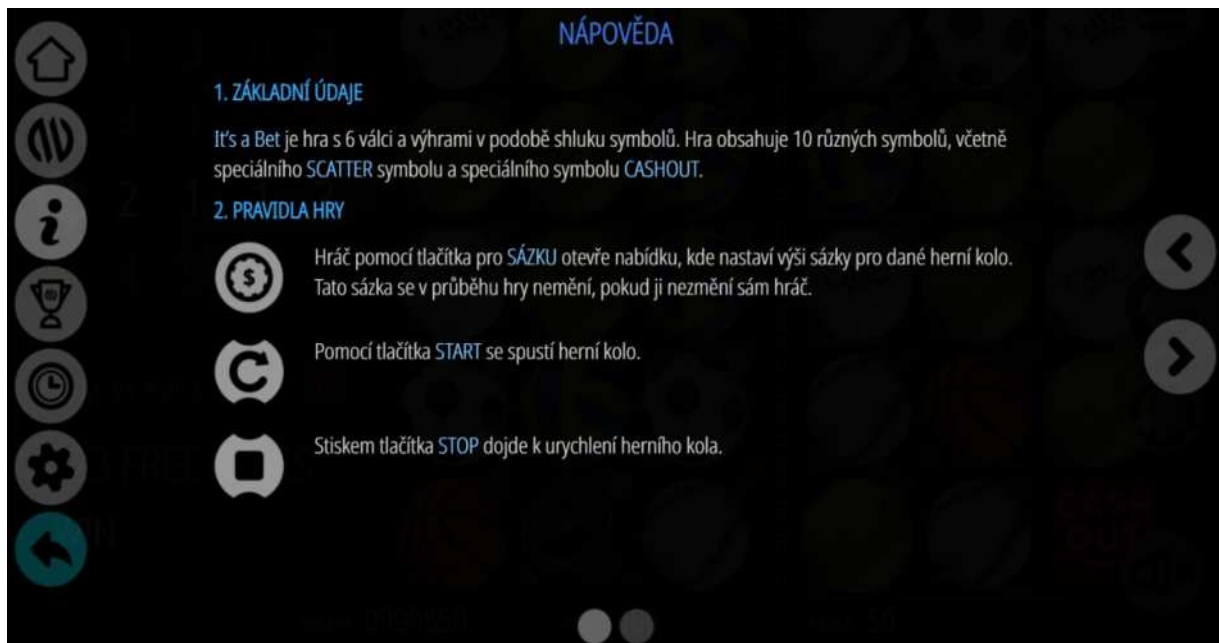 NÁPOVĚDA
1. ZÁKLADNÍ ÚDAJE
It's a Bet je hra s 6 válci a výhrami v podobě shluku symbolů. Hra obsahuje 10 různých symbolů, včetně
speciálního SCATTER symbolu a speciálního symbolu CASHOUT.
2. PRAVIDLA HRY
Hráč pomocí tlačítka pro SÁZKU otevře nabídku, kde nastaví výši sázky pro dané herní kolo.
Tato sázka se v průběhu hry nemění, pokud ji nezmění sám hráč.
Pomocí tlačítka START se spustí herní kolo.
Stiskem tlačítka STOP dojde k urychlení herního kola.
CASH
OUT